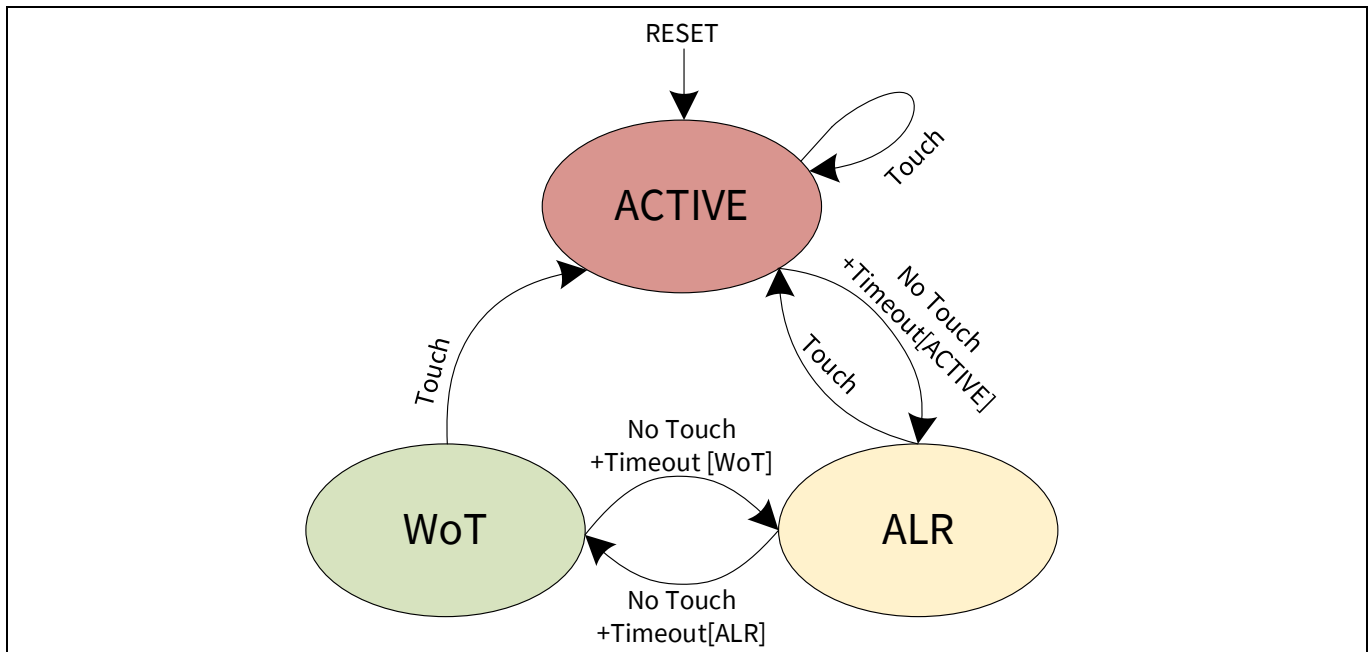 RESET
Touch
ACTIVE
No Touch
+Timeout[ACTIVE]
Touch
Touch
No Touch
+Timeout [WoT]
WoT
ALR
No Touch
+Timeout[ALR]